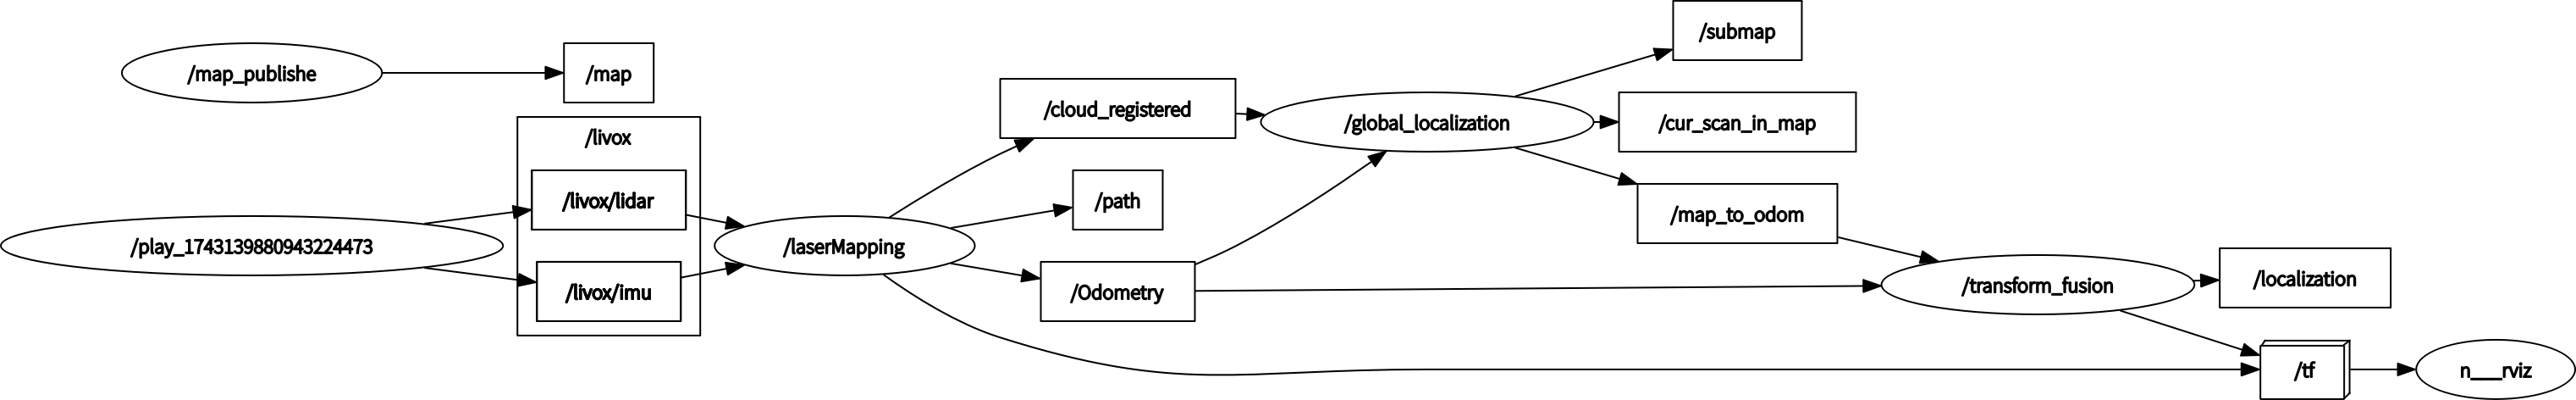 /map_publishe
/map
/livox
/livox/lidar
/livox/imu
/play_1743139880943224473
/laserMapping
/cloud_registered
/path
/Odometry
/global_localization
/submap
/cur_scan_in_map
/map_to_odom
/transform_fusion
/localization
/tf
n___rviz